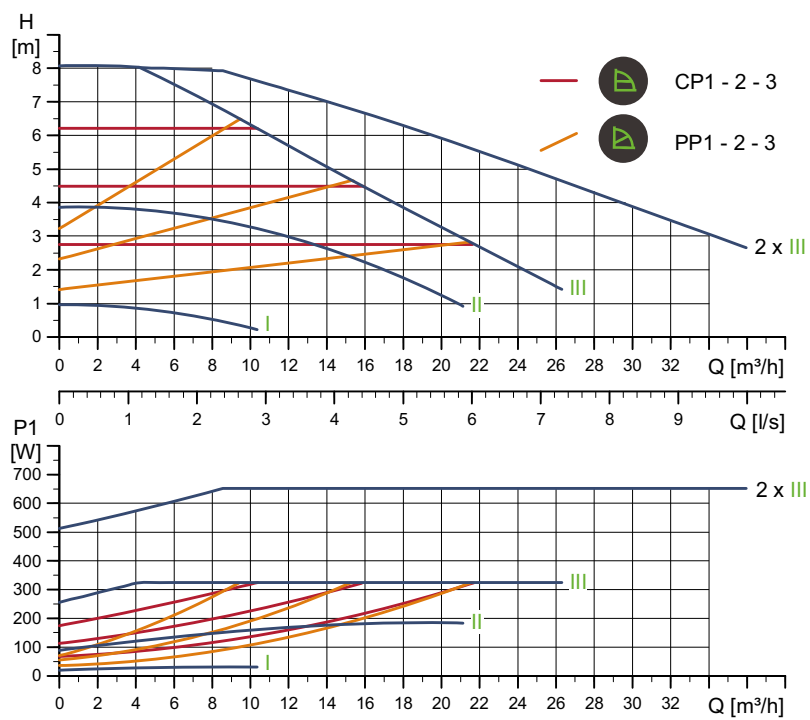 H
[m]
8
7
6
5
4
3
2
1
0
CP1 - 2 - 3
PP1 - 2 - 3
2 x III
III
II
I
0 2 4 6 8 10 12 14 16 18 20 22 24 26 28 30 32 Q [m³/h]
0 1 2 3 4 5 6 7 8 9 Q [l/s]
P1
[W]
700
600
500
400
300
200
100
0
2 x III
III
II
I
0 2 4 6 8 10 12 14 16 18 20 22 24 26 28 30 32 Q [m³/h]